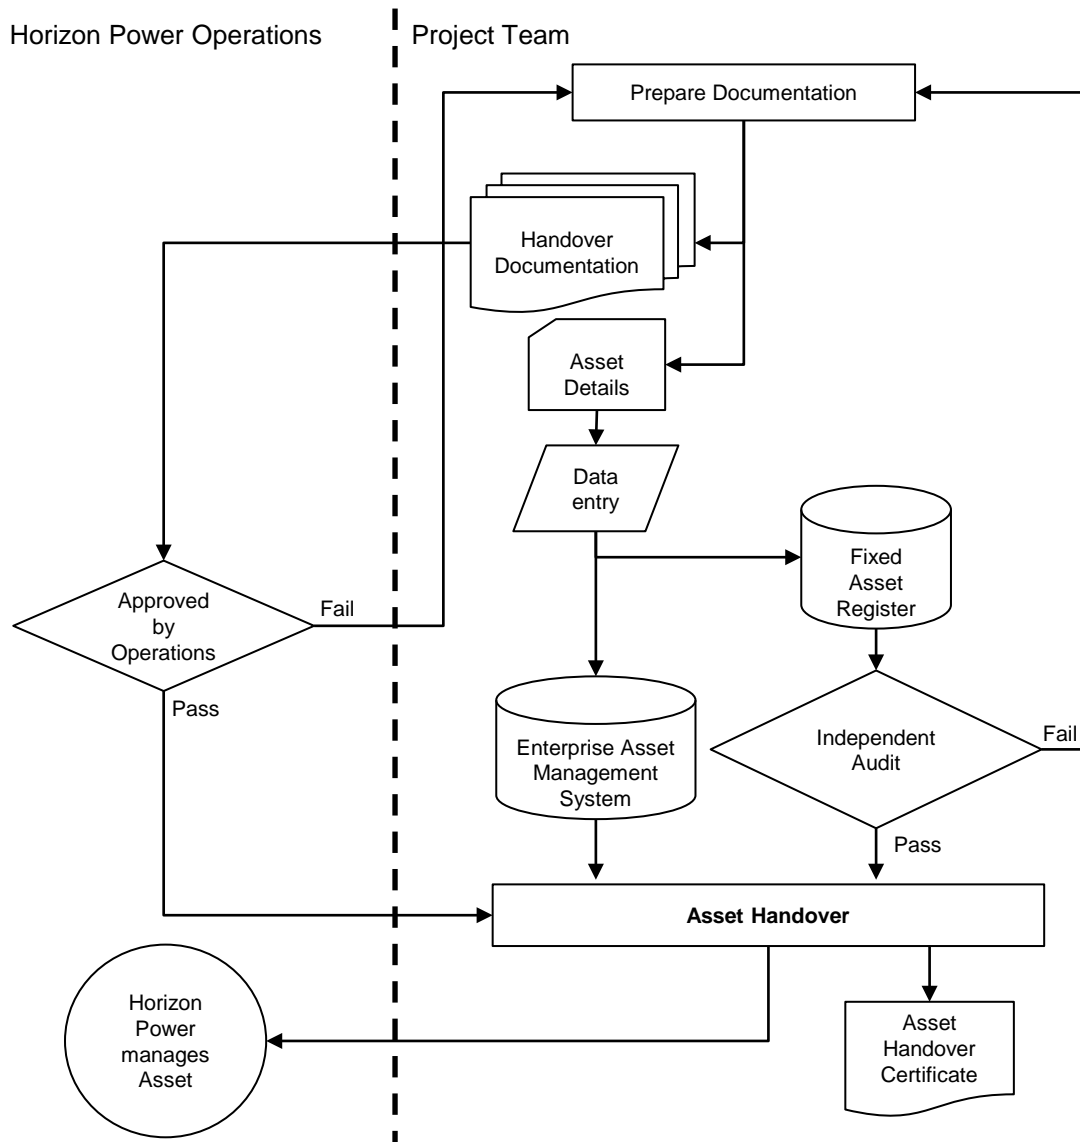 Horizon Power Operations
Project Team
Prepare Documentation
Handover
Documentation
Asset
Details
Data
entry
Fixed
Asset
Register
Approved
by
Operations
Fail
Pass
Enterprise Asset
Management
System
Independent
Audit
Fail
Pass
Asset Handover
Horizon
Power
manages
Asset
Asset
Handover
Certificate